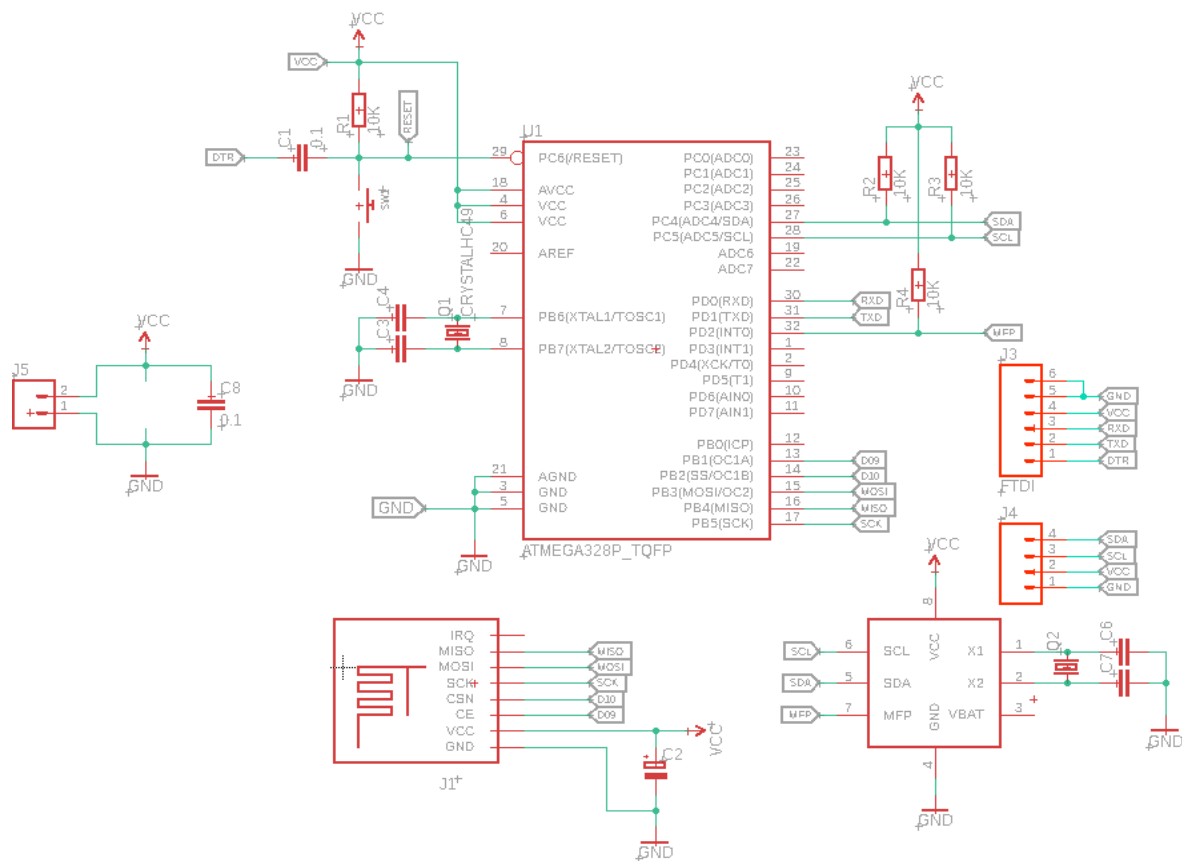 VCC
VCC
R1
10K
RESET
C1
0.1
DTR
SW1
GND
U1
29 PC6(/RESET)
18 AVCC
4 VCC
6 VCC
20 AREF
7 PB6(XTAL1/TOSC1)
8 PB7(XTAL2/TOSC2)
21 AGND
3 GND
5 GND
PC0(ADC0) 23
PC1(ADC1) 24
PC2(ADC2) 25
PC3(ADC3) 26
PC4(ADC4/SDA) 27
PC5(ADC5/SCL) 28
ADC6 19
ADC7 22
PD0(RXD) 30
PD1(TXD) 31
PD2(INT0) 32
PD3(INT1) 1
PD4(XCK/T0) 2
PD5(T1) 9
PD6(AIN0) 10
PD7(AIN1) 11
PB0(ICP) 12
PB1(OC1A) 13
PB2(SS/OC1B) 14
PB3(MOSI/OC2) 15
PB4(MISO) 16
PB5(SCK) 17
ATMEGA328P_TQFP
CRYSTALHC49
Q1
C4
C3
GND
GND
GND
RXD
TXD
D09
D10
MOSI
MISO
SCK
VCC
R2
10K
R3
10K
SDA
SCL
R4
10K
MFP
J5
2
1
VCC
C8
0.1
GND
J3
6
5 GND
4 VCC
3 RXD
2 TXD
1 DTR
FTDI
J4
4 SDA
3 SCL
2 VCC
1 GND
IRQ
MISO MISO
MOSI MOSI
SCK SCK
CSN D10
CE D09
VCC
GND
J1
VCC
C2
GND
VCC
8
SCL 6 SCL
SDA 5 SDA
MFP 7 MFP
VCC
GND
X1 1
X2 2
VBAT 3
4
GND
Q2
C6
C7
GND